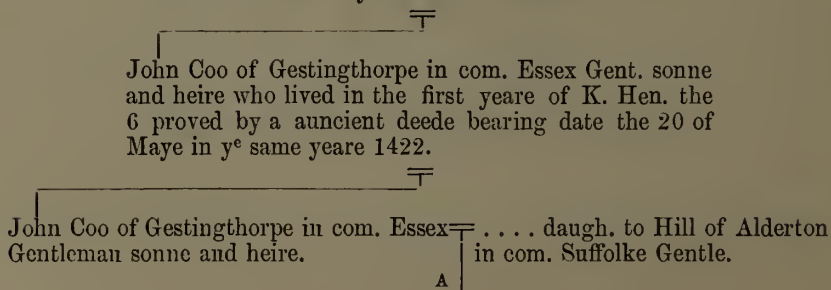 John Coo of Gestingthorpe in com. Essex Gent. sonne
and heire who lived in the first yeare of K. Hen. the
6 proved by a auncient deede bearing date the 20 of
Maye in yᵉ same yeare 1422.
John Coo of Gestingthorpe in com. Essex
Gentleman sonne and heire.
.... daugh. to Hill of Alderton
in com. Suffolke Gentle.
A